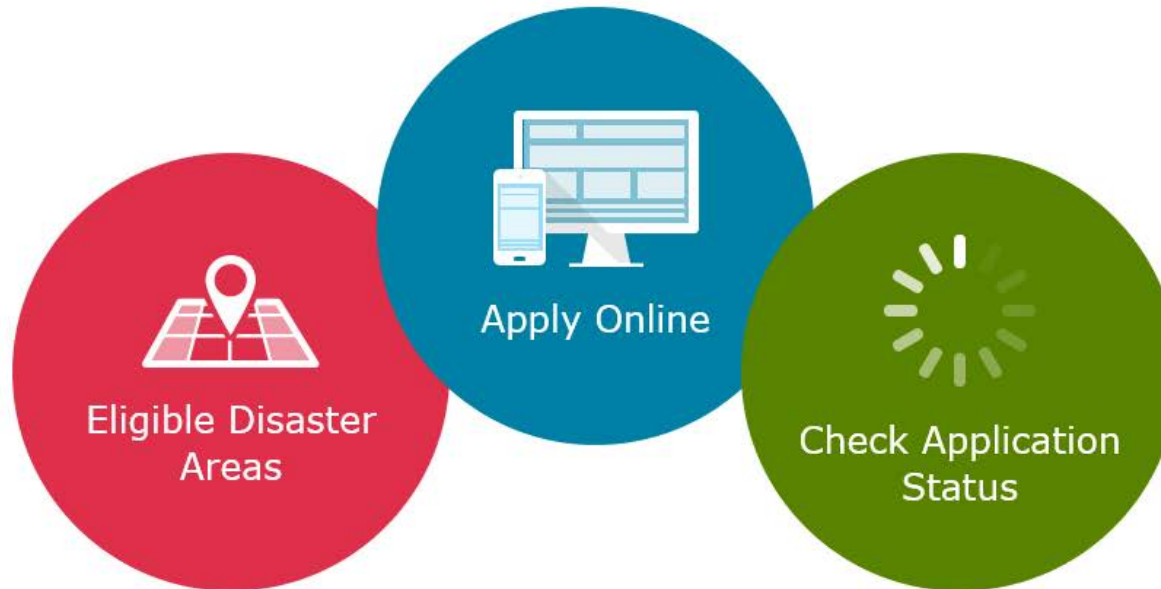 Eligible Disaster
Areas
Apply Online
Check Application
Status